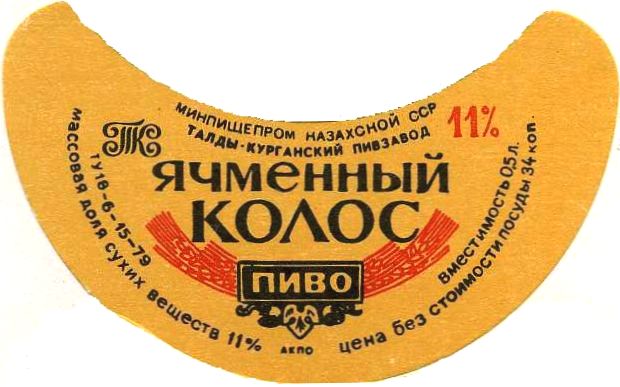 МИНПИЩЕПРОМ КАЗАХСКОЙ ССР
ТАЛДЫ-КУРГАНСКИЙ ПИВЗАВОД
11%
ТК
ЯЧМЕННЫЙ
КОЛОС
ПИВО
ТУ18-6-15-79
массовая доля сухих веществ 11%
АКПО
цена без стоимости посуды 34 коп.
вместимость 0,5 л.